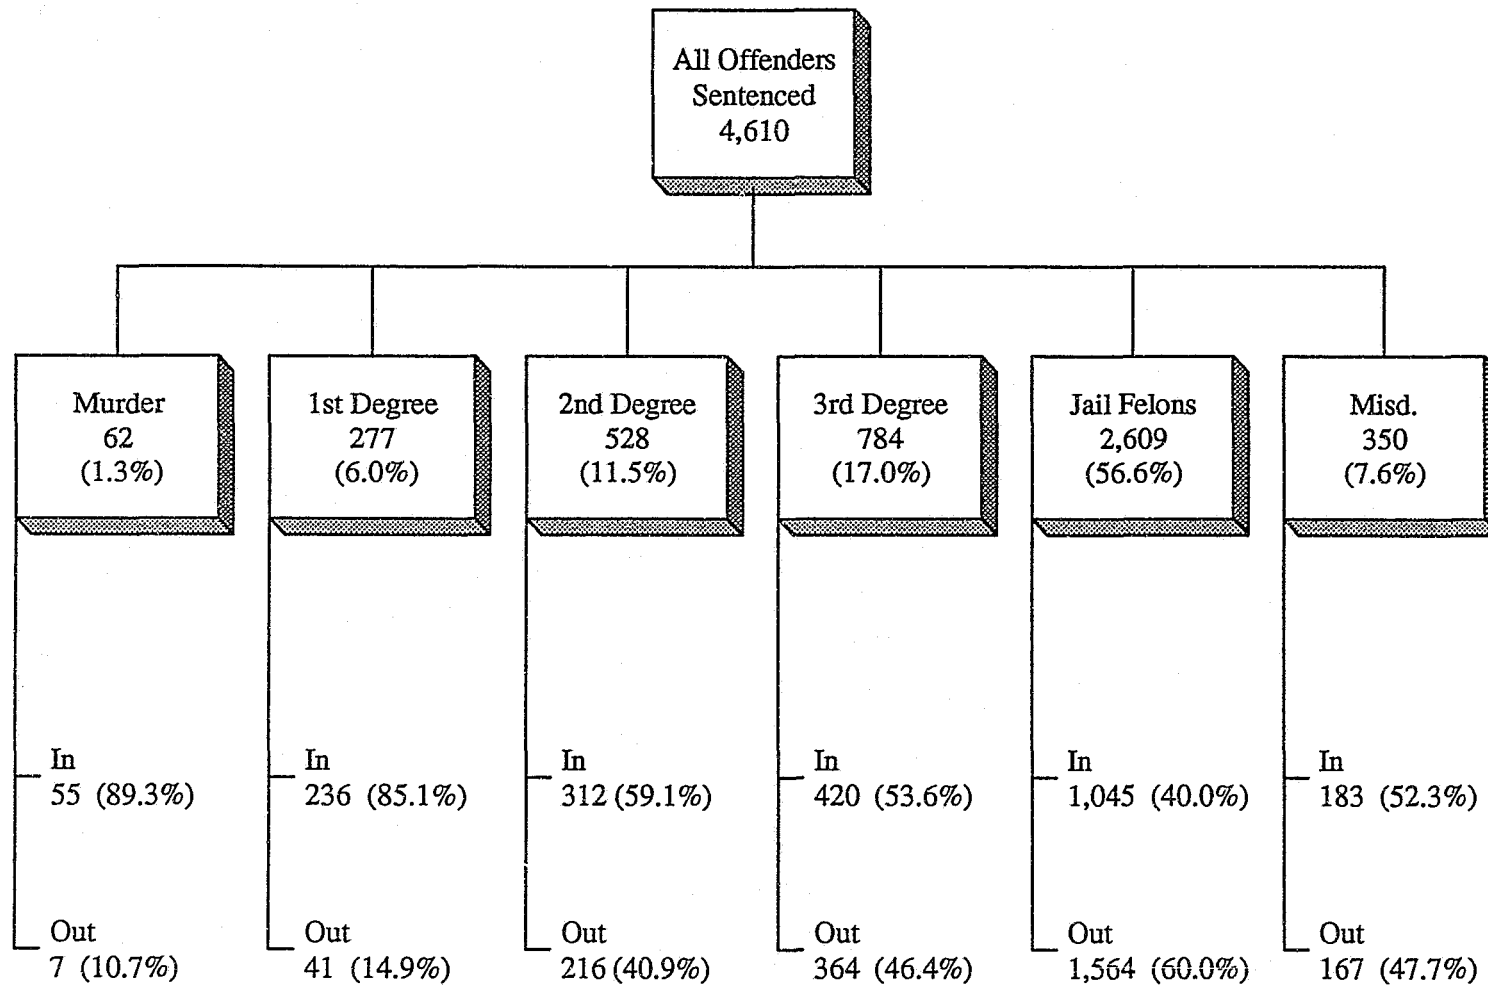 All Offenders
Sentenced
4,610
Murder
62
(1.3%)
1st Degree
277
(6.0%)
2nd Degree
528
(11.5%)
3rd Degree
784
(17.0%)
Jail Felons
2,609
(56.6%)
Misd.
350
(7.6%)
In
55 (89.3%)
In
236 (85.1%)
In
312 (59.1%)
In
420 (53.6%)
In
1,045 (40.0%)
In
183 (52.3%)
Out
7 (10.7%)
Out
41 (14.9%)
Out
216 (40.9%)
Out
364 (46.4%)
Out
1,564 (60.0%)
Out
167 (47.7%)